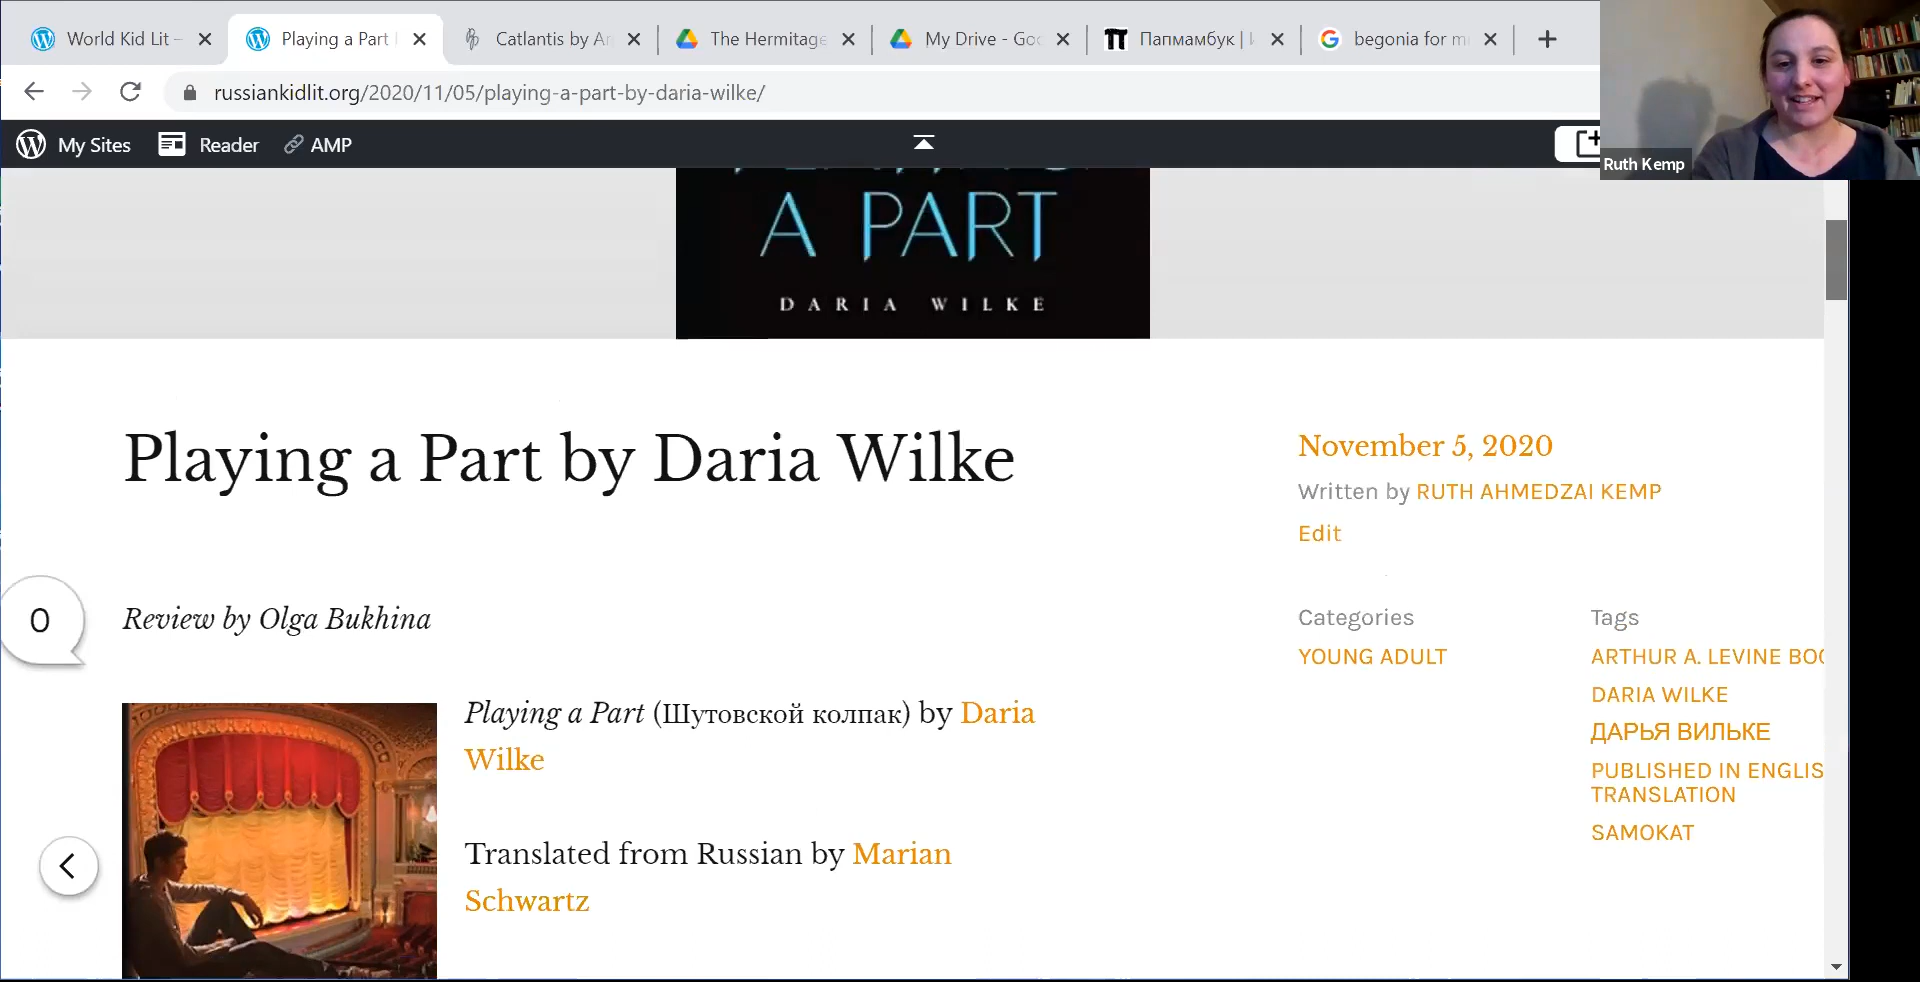 World Kid Lit –
Playing a Part
Catlantis by An
The Hermitage
My Drive - Goo
Папмамбук |
begonia for m
russiankidlit.org/2020/11/05/playing-a-part-by-daria-wilke/
My Sites
Reader
AMP
Ruth Kemp
A PART
DARIA WILKE
Playing a Part by Daria Wilke
November 5, 2020
Written by RUTH AHMEDZAI KEMP
Edit
0
Review by Olga Bukhina
Categories
YOUNG ADULT
Tags
ARTHUR A. LEVINE BOO
DARIA WILKE
ДАРЬЯ ВИЛЬКЕ
PUBLISHED IN ENGLIS
TRANSLATION
SAMOKAT
Playing a Part (Шутовской колпак) by Daria
Wilke
Translated from Russian by Marian
Schwartz